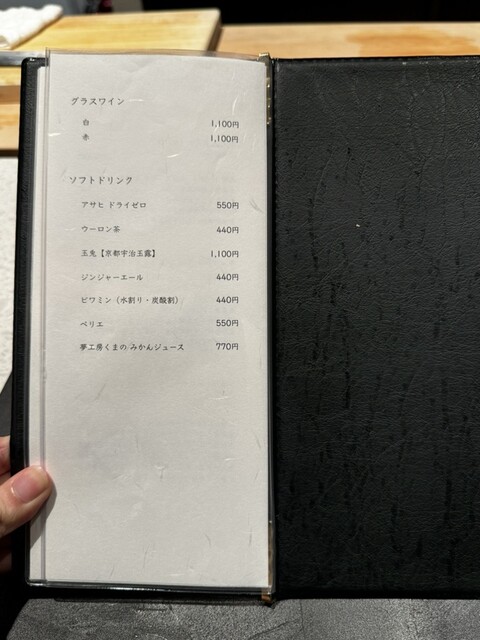 グラスワイン
白 1,100円
赤 1,100円
ソフトドリンク
アサヒ ドライゼロ 550円
ウーロン茶 440円
玉兎【京都宇治玉露】 1,100円
ジンジャーエール 440円
ビワミン（水割り・炭酸割） 440円
ペリエ 550円
夢工房くまの みかんジュース 770円